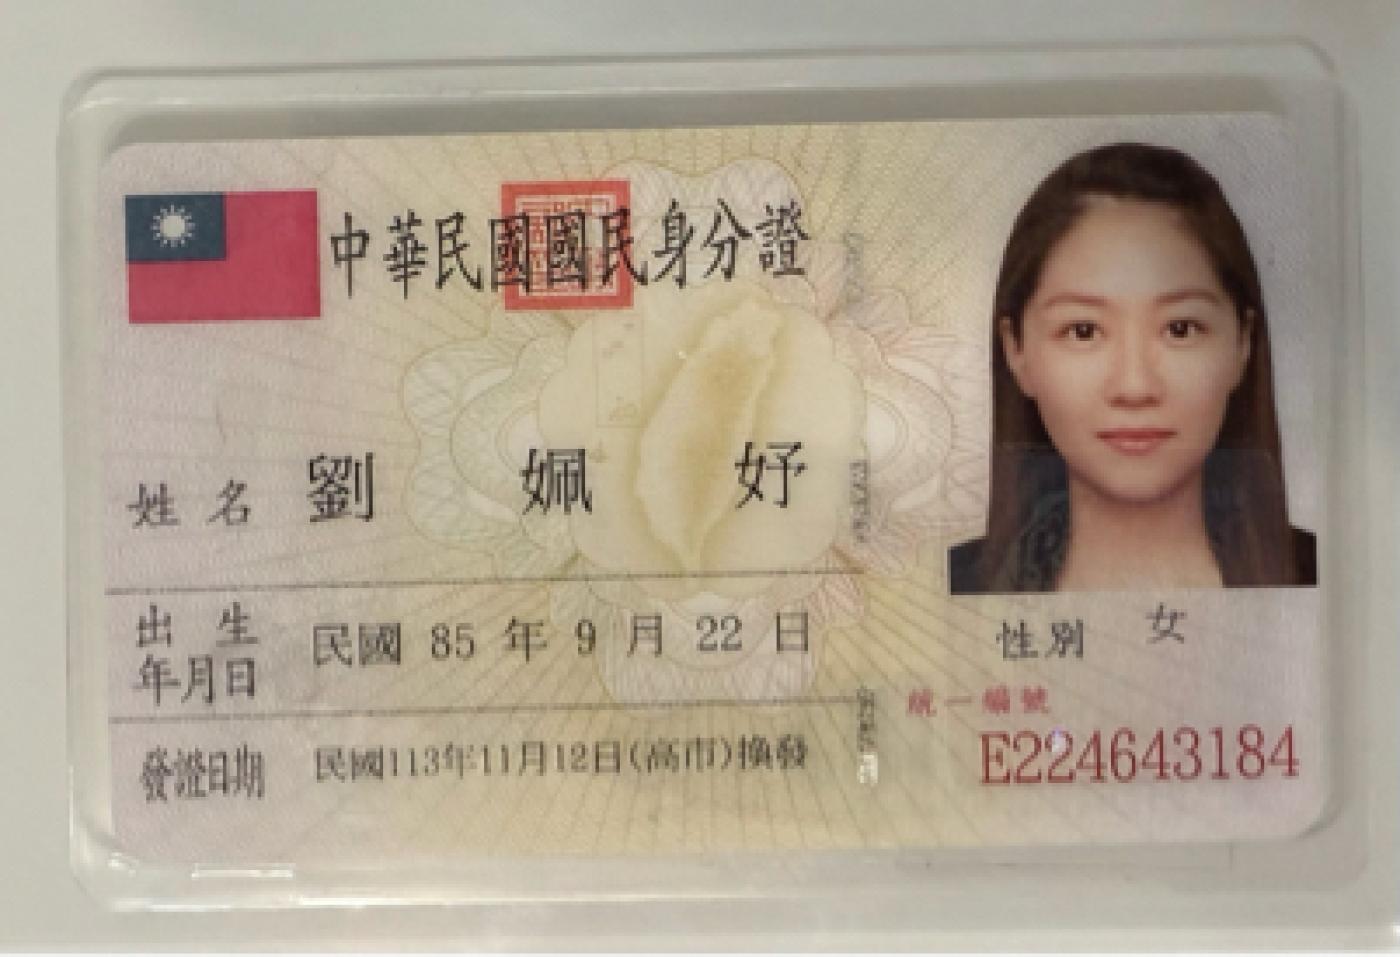 中華民國國民身分證
姓名 劉姵妤
出生年月日 民國 85 年 9 月 22 日
性別 女
統一編號
發證日期 民國113年11月12日(高市)換發
E224643184